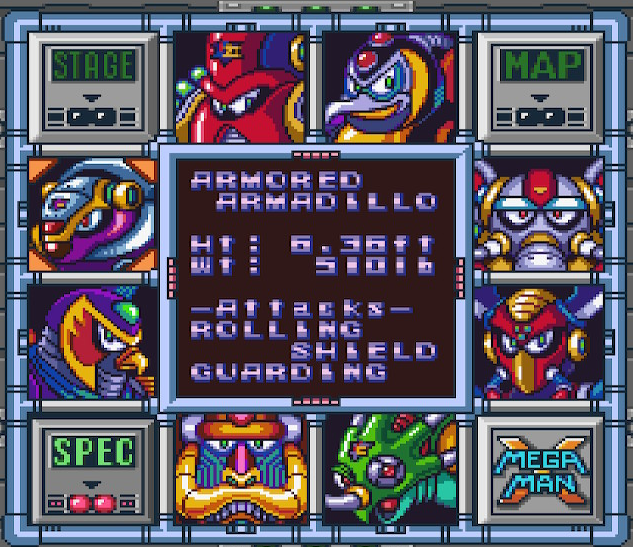 STAGE
MAP
ARMORED
ARMADILLO
Ht: 6.36ft
Wt: 510lb
-Attacks-
ROLLING
SHIELD
GUARDING
SPEC
MEGA
MAN
X